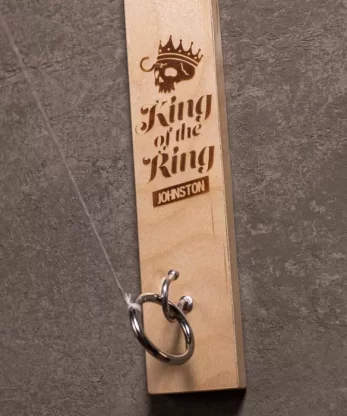 King
of the
Ring
JOHNSTON